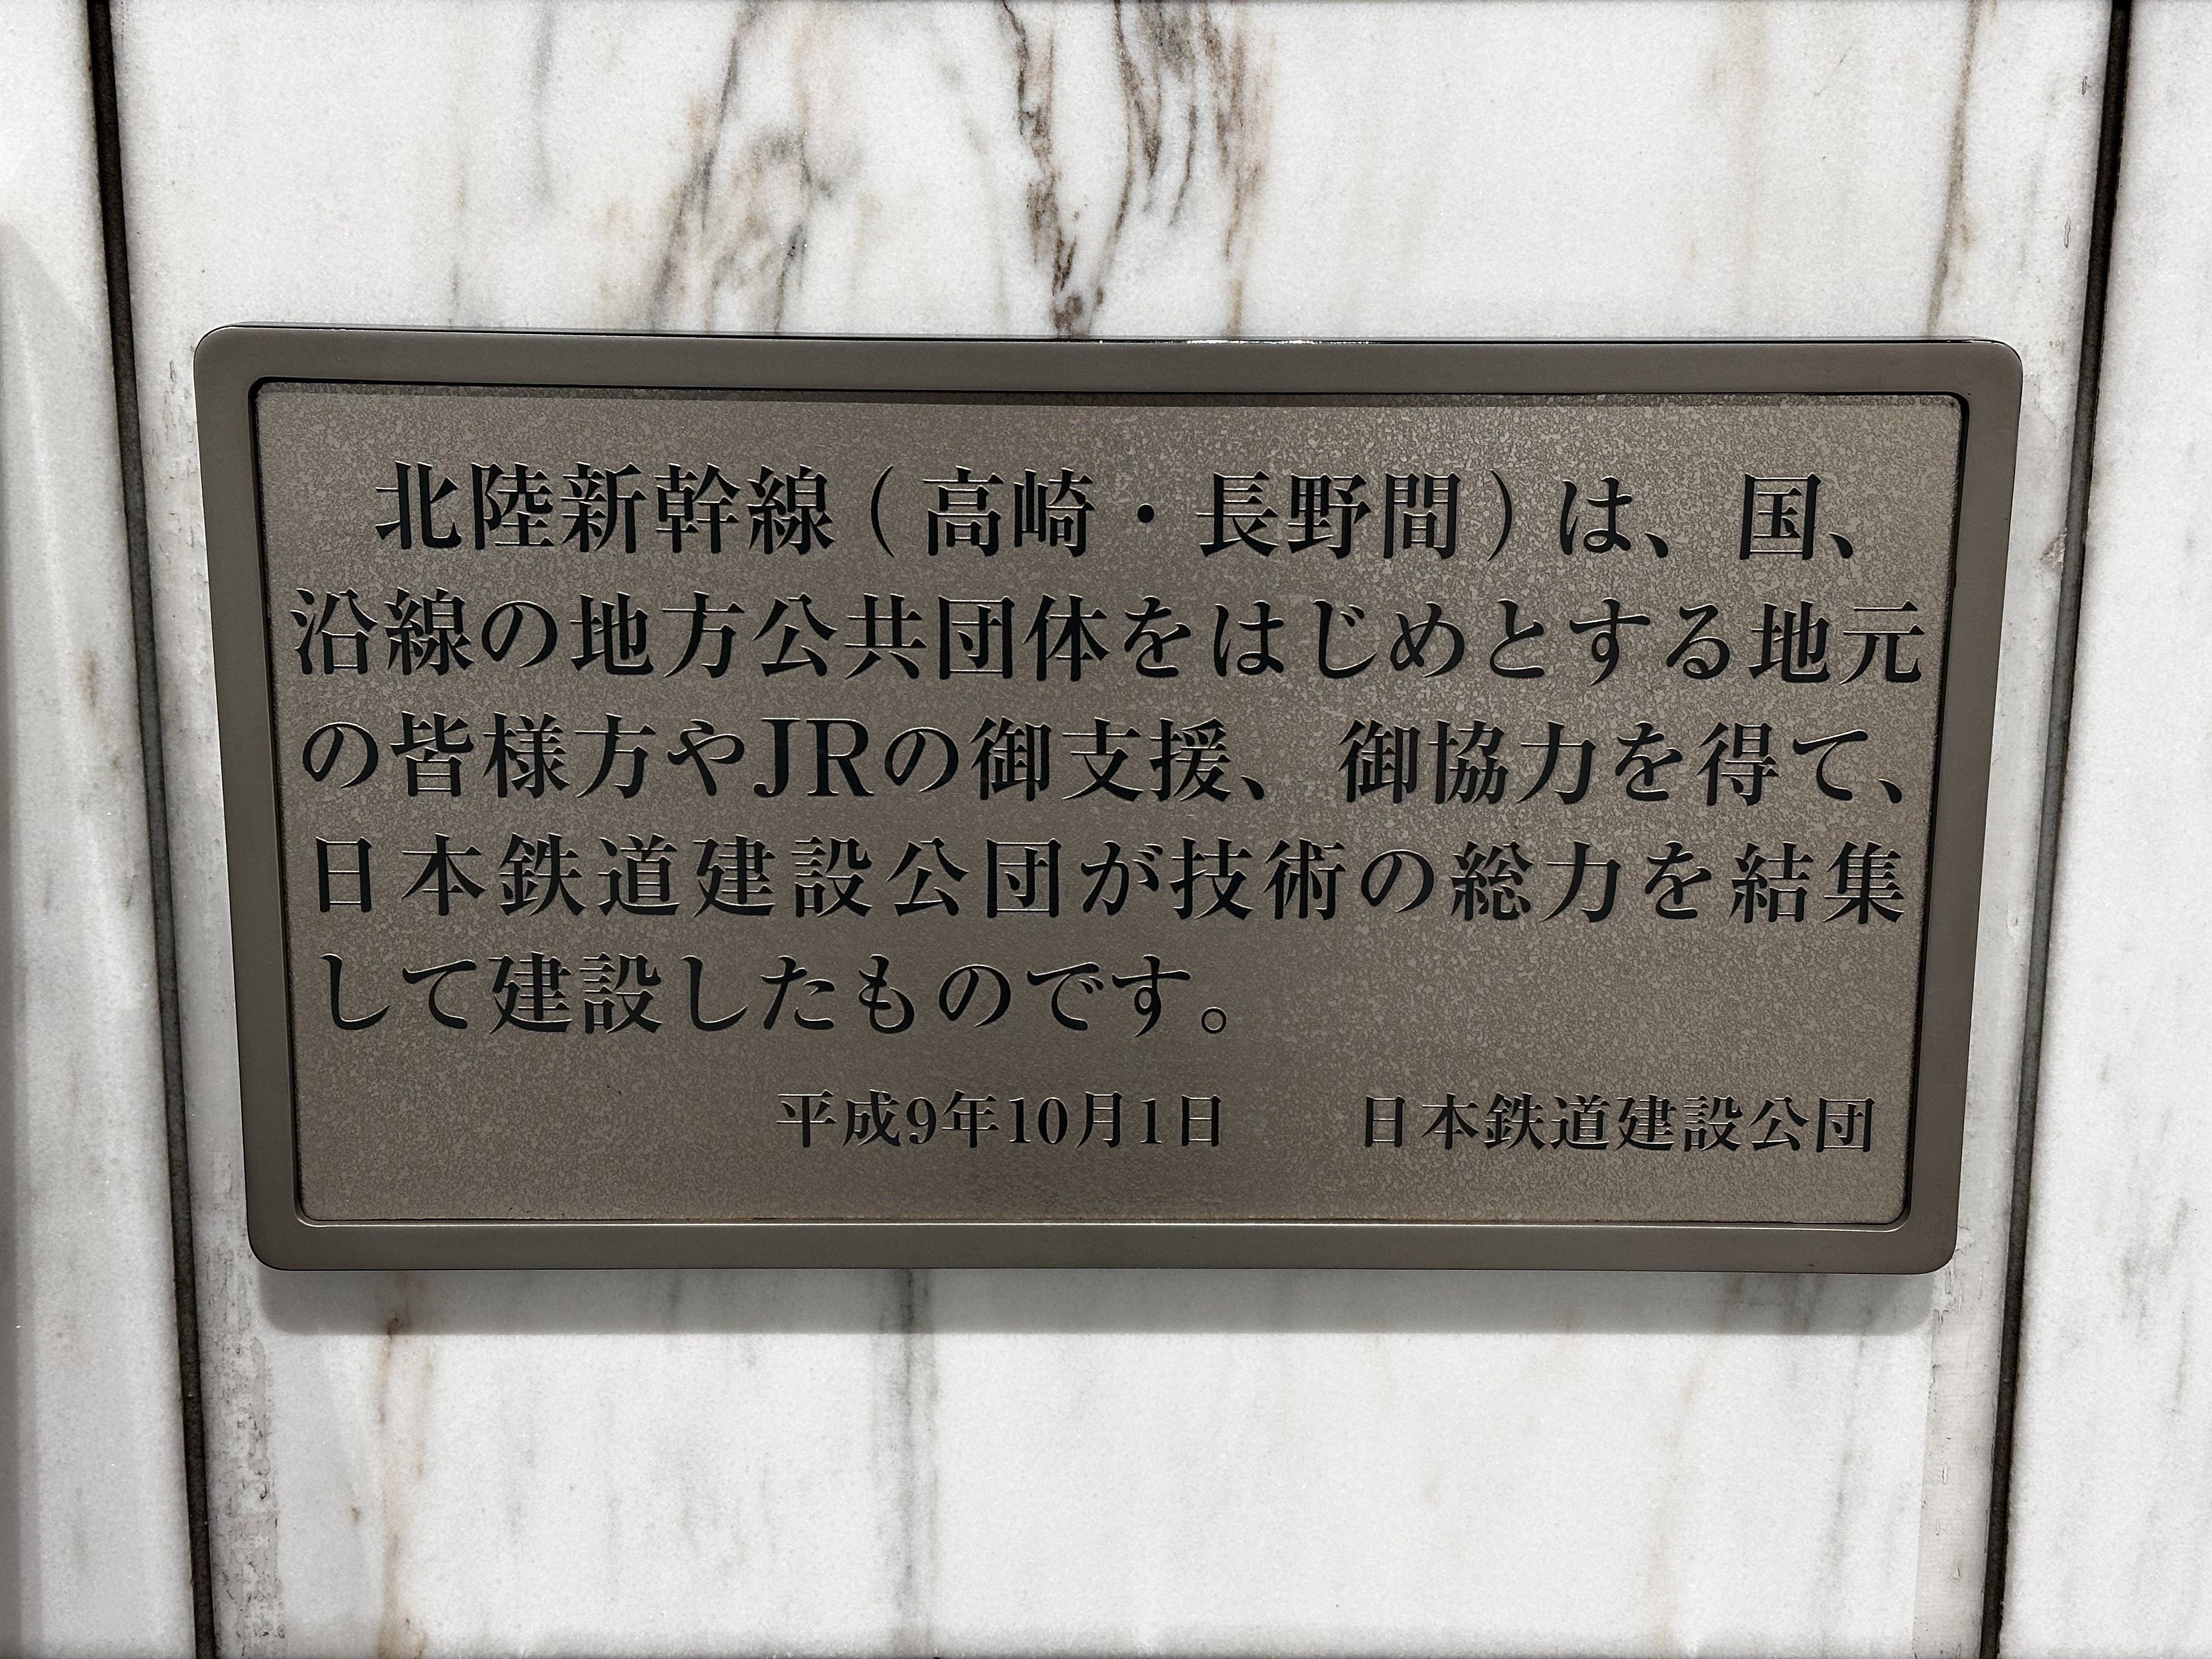 北陸新幹線（高崎・長野間）は、国、
沿線の地方公共団体をはじめとする地元
の皆様方やJRの御支援、御協力を得て、
日本鉄道建設公団が技術の総力を結集
して建設したものです。
平成9年10月1日　日本鉄道建設公団